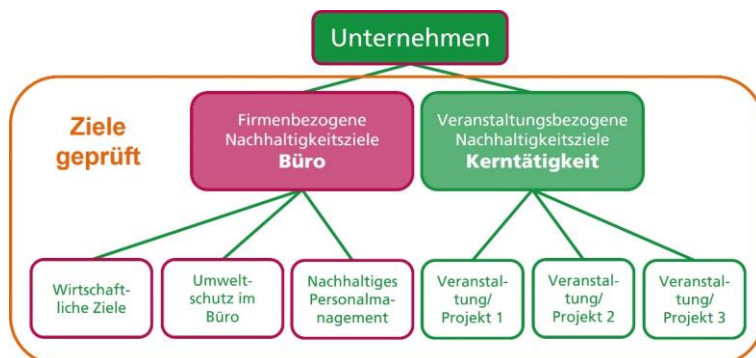 Unternehmen
Ziele
geprüft
Firmenbezogene
Nachhaltigkeitsziele
Büro
Veranstaltungsbezogene
Nachhaltigkeitsziele
Kerntätigkeit
Wirtschaft-
liche Ziele
Umwelt-
schutz im
Büro
Nachhaltiges
Personalma-
nagement
Veranstal-
tung/
Projekt 1
Veranstal-
tung/
Projekt 2
Veranstal-
tung/
Projekt 3